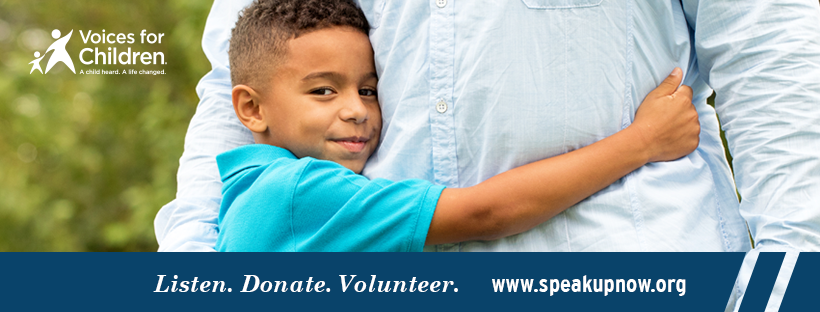 Voices for
Children.
A child heard. A life changed.
Listen. Donate. Volunteer. www.speakupnow.org